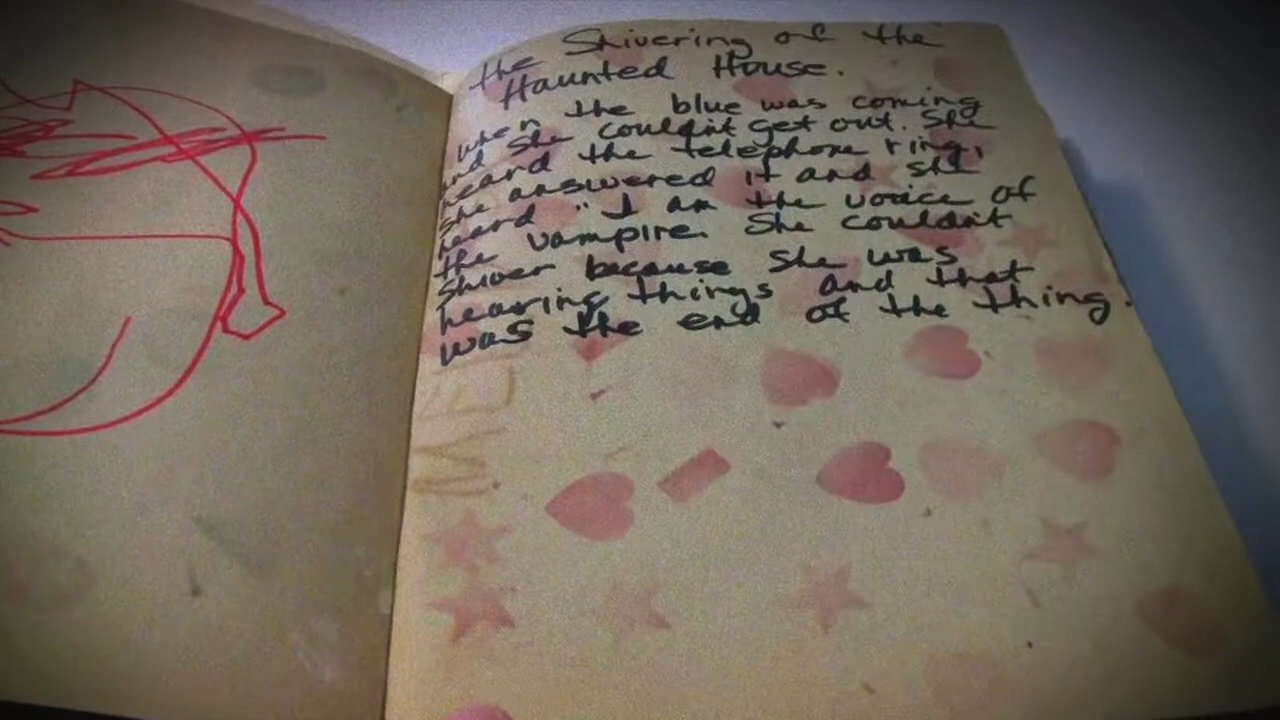 the Shivering of the
Haunted House.
when the blue was coming
and she couldn't get out. She
heard the telephone ring,
she answered it and she
heard "I am the voice of
the vampire. She couldn't
shiver because she was
hearing things and that
was the end of the thing.